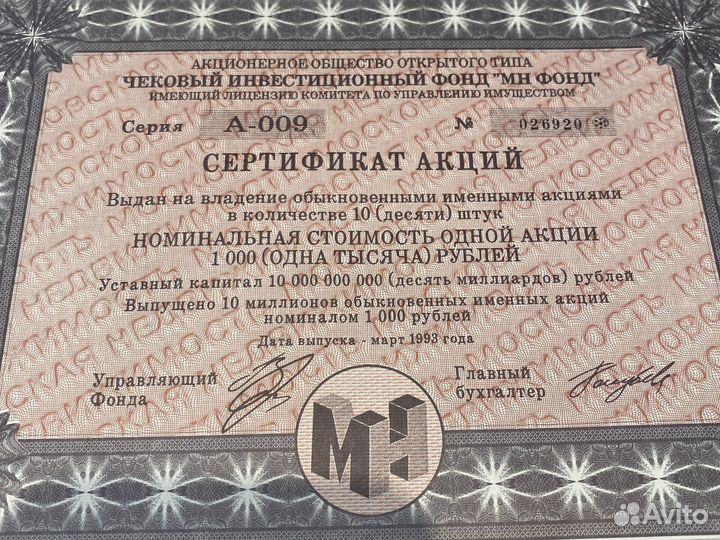 АКЦИОНЕРНОЕ ОБЩЕСТВО ОТКРЫТОГО ТИПА
ЧЕКОВЫЙ ИНВЕСТИЦИОННЫЙ ФОНД "МН ФОНД"
ИМЕЮЩИЙ ЛИЦЕНЗИЮ КОМИТЕТА ПО УПРАВЛЕНИЮ ИМУЩЕСТВОМ
Серия А-009 № 026920
СЕРТИФИКАТ АКЦИЙ
Выдан на владение обыкновенными именными акциями
в количестве 10 (десяти) штук
НОМИНАЛЬНАЯ СТОИМОСТЬ ОДНОЙ АКЦИИ
1 000 (ОДНА ТЫСЯЧА) РУБЛЕЙ
Уставный капитал 10 000 000 000 (десять миллиардов) рублей
Выпущено 10 миллионов обыкновенных именных акций
номиналом 1 000 рублей
Дата выпуска - март 1993 года
Управляющий
Фонда
Главный
бухгалтер
МН
Avito